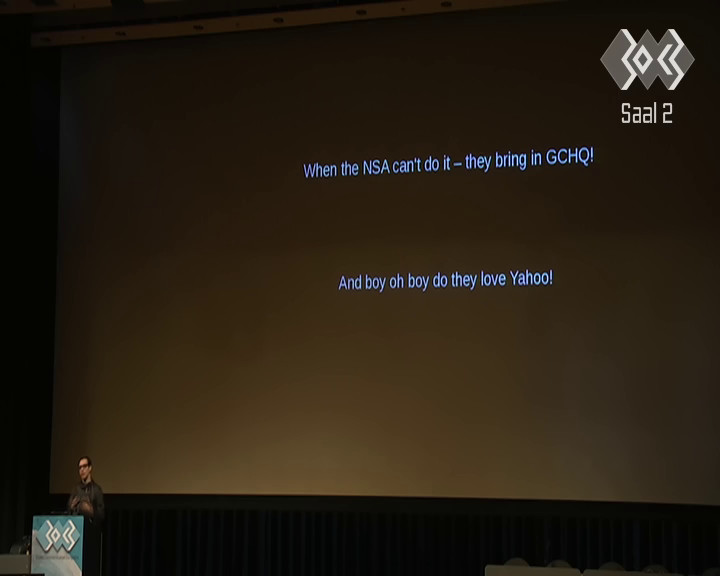 Saal 2
When the NSA can't do it – they bring in GCHQ!
And boy oh boy do they love Yahoo!